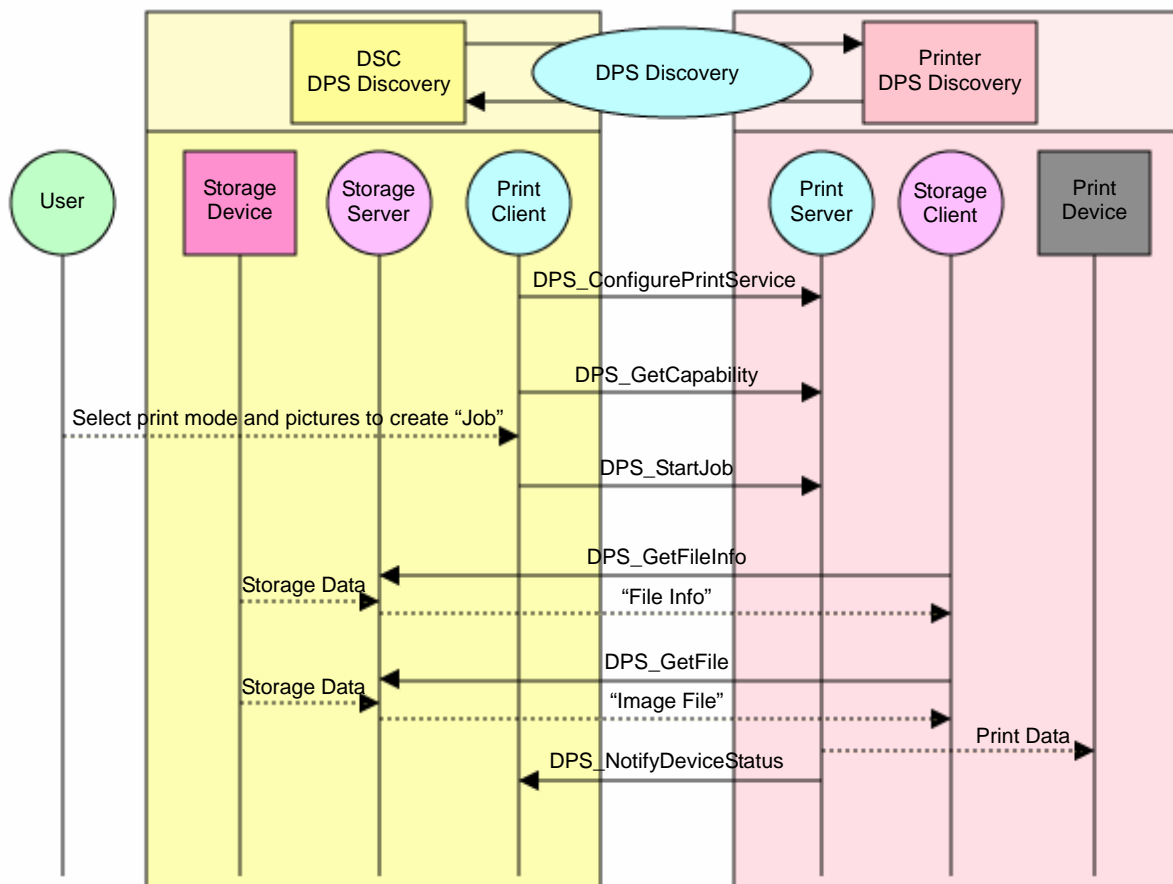 DSC
DPS Discovery
DPS Discovery
Printer
DPS Discovery
User
Storage
Device
Storage
Server
Print
Client
Print
Server
Storage
Client
Print
Device
DPS_ConfigurePrintService
DPS_GetCapability
Select print mode and pictures to create “Job”
DPS_StartJob
DPS_GetFileInfo
Storage Data
“File Info”
DPS_GetFile
Storage Data
“Image File”
Print Data
DPS_NotifyDeviceStatus